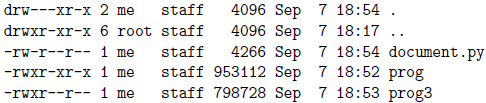 drw---xr-x 2 me   staff   4096 Sep  7 18:54 .
drwxr-xr-x 6 root staff   4096 Sep  7 18:17 ..
-rw-r--r-- 1 me   staff   4266 Sep  7 18:54 document.py
-rwxr-xr-x 1 me   staff 953112 Sep  7 18:52 prog
-rwxr--r-- 1 me   staff 798728 Sep  7 18:53 prog3